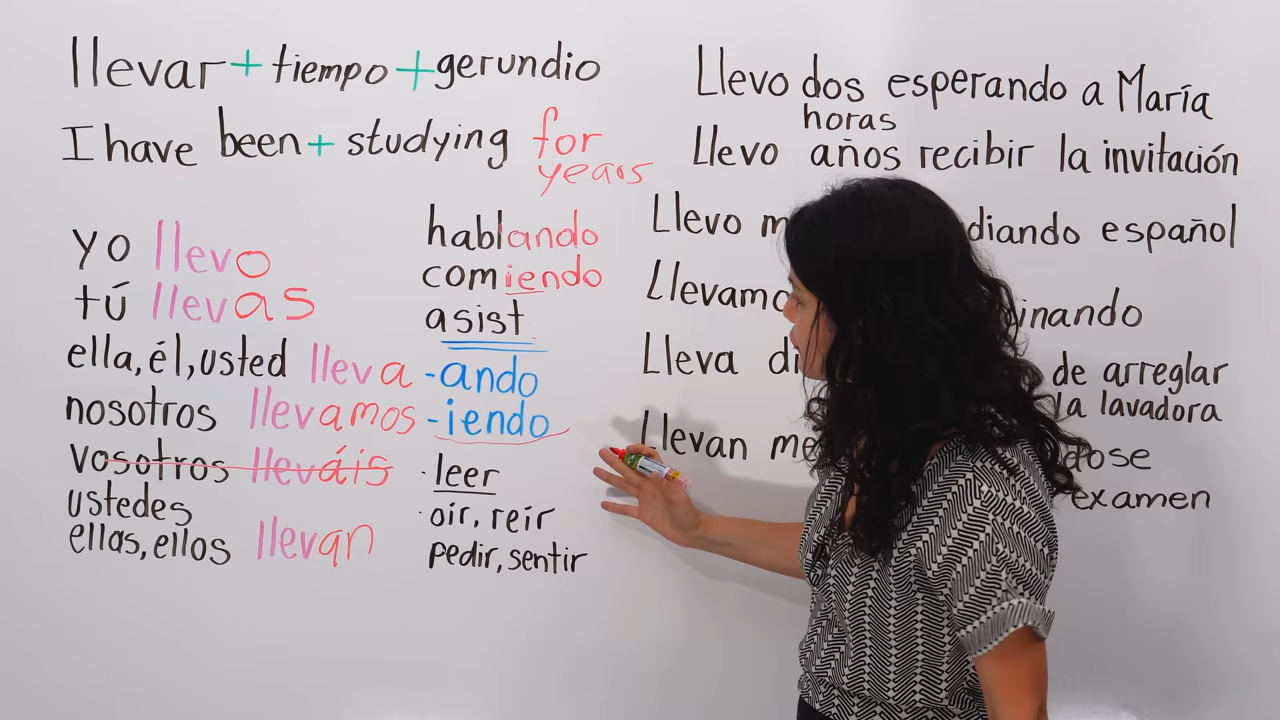 llevar + tiempo + gerundio
I have been + studying for
years
yo llevo
tú llevas
ella, él, usted lleva
nosotros llevamos
vosotros lleváis
ustedes
ellas, ellos llevan
hablando
comiendo
asist
-ando
-iendo
· leer
· oír, reír
pedir, sentir
Llevo dos esperando a María
horas
Llevo años recibir la invitación
Llevo diando español
inando
Lleva de arreglar
la lavadora
Llevan
dose
examen